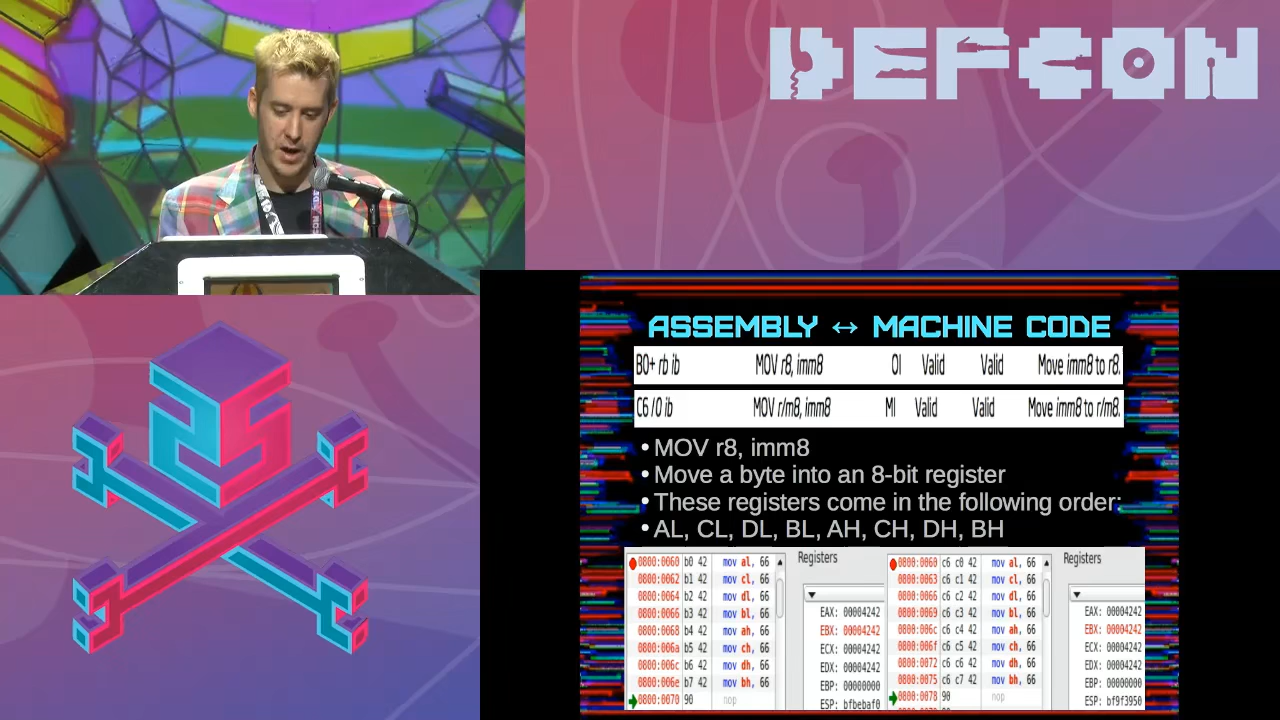 DEFCON
ASSEMBLY ↔ MACHINE CODE
B0+ rb ib MOV r8, imm8 OI Valid Valid Move imm8 to r8.
C6 /0 ib MOV r/m8, imm8 MI Valid Valid Move imm8 to r/m8.
• MOV r8, imm8
• Move a byte into an 8-bit register
• These registers come in the following order:
• AL, CL, DL, BL, AH, CH, DH, BH
0800:0060 b0 42 mov al, 66
0800:0062 b1 42 mov cl, 66
0800:0064 b2 42 mov dl, 66
0800:0066 b3 42 mov bl, 66
0800:0068 b4 42 mov ah, 66
0800:006a b5 42 mov ch, 66
0800:006c b6 42 mov dh, 66
0800:006e b7 42 mov bh, 66
0800:0070 90 nop
Registers
EAX: 00004242
EBX: 00004242
ECX: 00004242
EDX: 00004242
EBP: 00000000
ESP: bfbebaf0
0800:0060 c6 c0 42 mov al, 66
0800:0063 c6 c1 42 mov cl, 66
0800:0066 c6 c2 42 mov dl, 66
0800:0069 c6 c3 42 mov bl, 66
0800:006c c6 c4 42 mov ah, 66
0800:006f c6 c5 42 mov ch, 66
0800:0072 c6 c6 42 mov dh, 66
0800:0075 c6 c7 42 mov bh, 66
0800:0078 90 nop
Registers
EAX: 00004242
EBX: 00004242
ECX: 00004242
EDX: 00004242
EBP: 00000000
ESP: bf9f3950